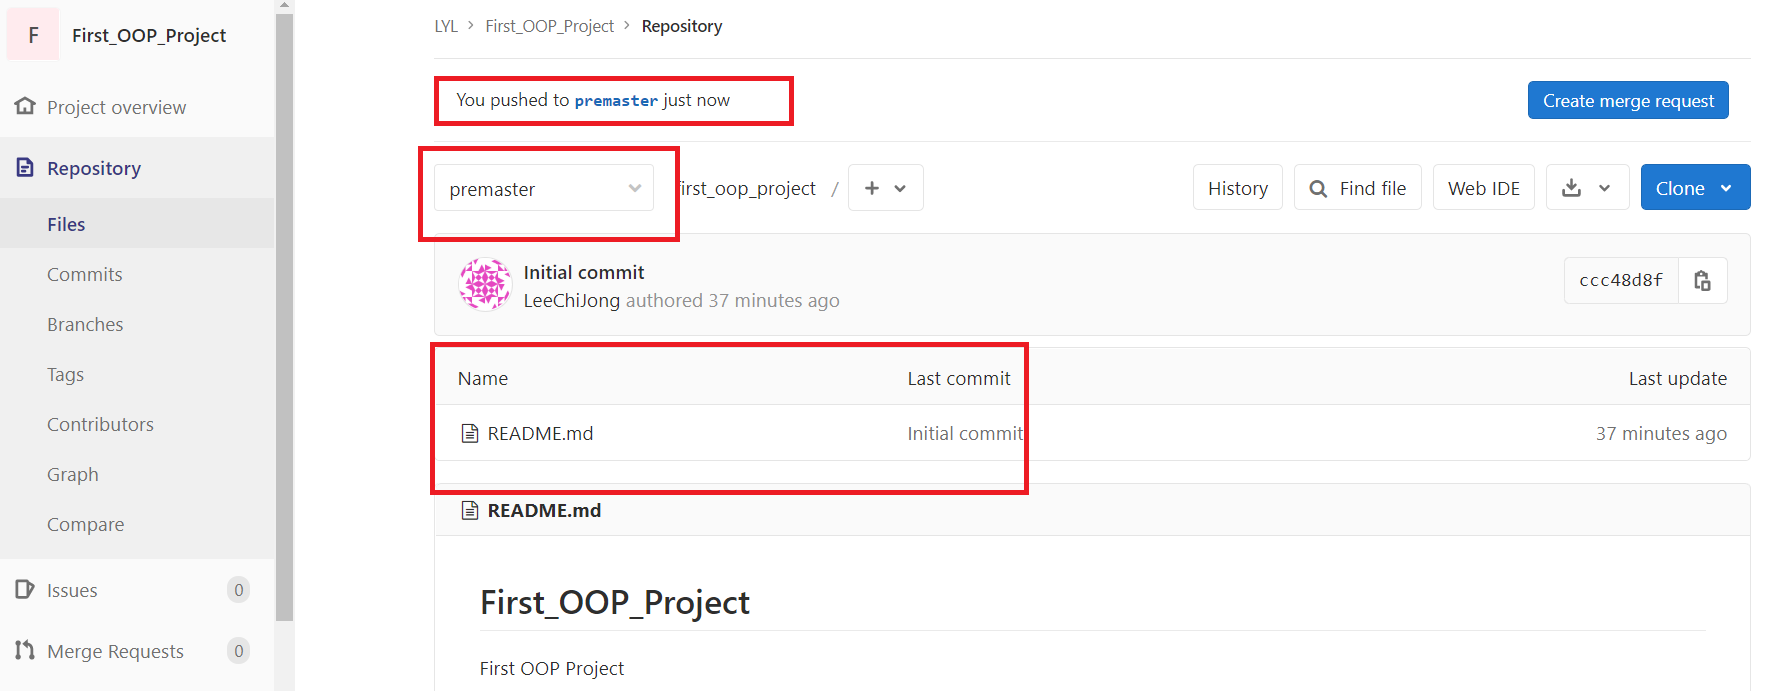 F First_OOP_Project
Project overview
Repository
Files
Commits
Branches
Tags
Contributors
Graph
Compare
Issues 0
Merge Requests 0
LYL > First_OOP_Project > Repository
You pushed to premaster just now
Create merge request
premaster first_oop_project / +
History Find file Web IDE Clone
Initial commit
LeeChiJong authored 37 minutes ago
ccc48d8f
Name Last commit Last update
README.md Initial commit 37 minutes ago
README.md
First_OOP_Project
First OOP Project